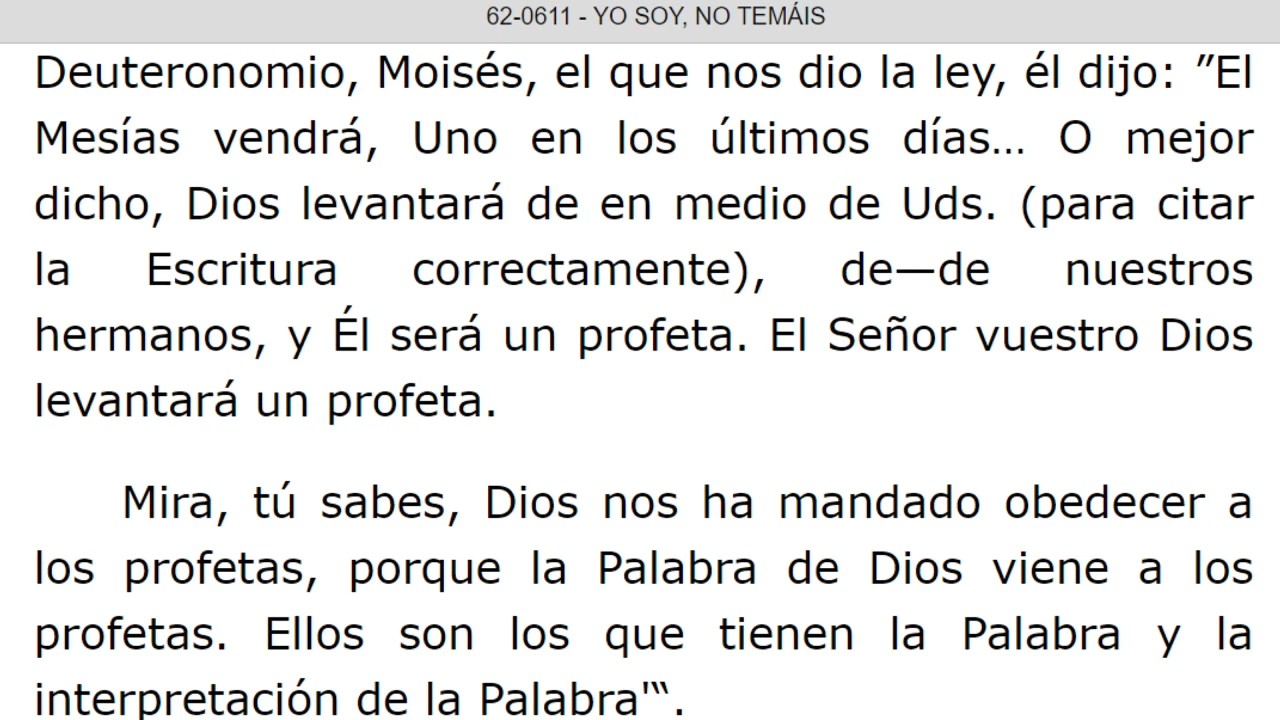 62-0611 - YO SOY, NO TEMÁIS
Deuteronomio, Moisés, el que nos dio la ley, él dijo: ”El
Mesías vendrá, Uno en los últimos días… O mejor
dicho, Dios levantará de en medio de Uds. (para citar
la Escritura correctamente), de—de nuestros
hermanos, y Él será un profeta. El Señor vuestro Dios
levantará un profeta.
Mira, tú sabes, Dios nos ha mandado obedecer a
los profetas, porque la Palabra de Dios viene a los
profetas. Ellos son los que tienen la Palabra y la
interpretación de la Palabra'“.